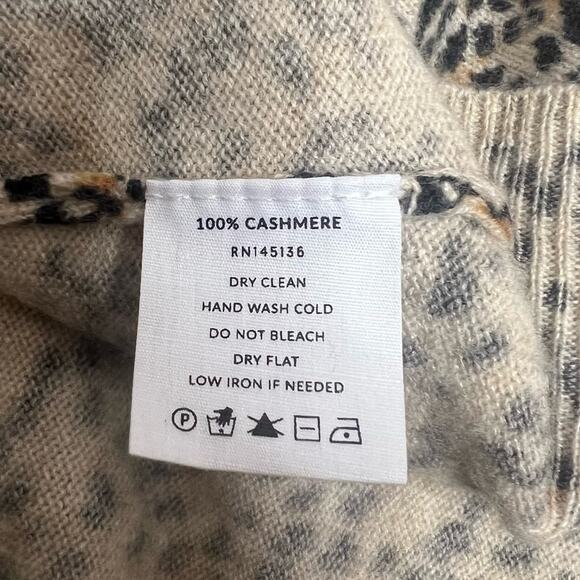 100% CASHMERE
RN145136
DRY CLEAN
HAND WASH COLD
DO NOT BLEACH
DRY FLAT
LOW IRON IF NEEDED
P